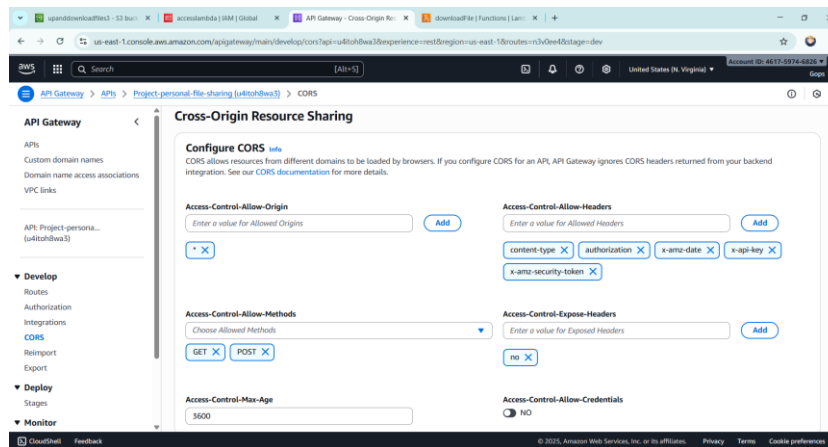 upanddownloadfiles3 - S3 buc
accesslambda | IAM | Global
API Gateway - Cross-Origin Res
downloadFile | Functions | Lam
us-east-1.console.aws.amazon.com/apigateway/main/develop/cors?api=u4itoh8wa3&experience=rest&region=us-east-1&routes=n3v0ee4&stage=dev
aws
Search
[Alt+S]
United States (N. Virginia)
Account ID: 4617-5974-6826
Gops
API Gateway > APIs > Project-personal-file-sharing (u4itoh8wa3) > CORS
API Gateway
APIs
Custom domain names
Domain name access associations
VPC links
API: Project-persona...
(u4itoh8wa3)
Develop
Routes
Authorization
Integrations
CORS
Reimport
Export
Deploy
Stages
Monitor
Cross-Origin Resource Sharing
Configure CORS Info
CORS allows resources from different domains to be loaded by browsers. If you configure CORS for an API, API Gateway ignores CORS headers returned from your backend
integration. See our CORS documentation for more details.
Access-Control-Allow-Origin
Enter a value for Allowed Origins
Add
*
Access-Control-Allow-Headers
Enter a value for Allowed Headers
Add
content-type
authorization
x-amz-date
x-api-key
x-amz-security-token
Access-Control-Allow-Methods
Choose Allowed Methods
GET
POST
Access-Control-Expose-Headers
Enter a value for Exposed Headers
Add
no
Access-Control-Max-Age
3600
Access-Control-Allow-Credentials
NO
CloudShell
Feedback
© 2025, Amazon Web Services, Inc. or its affiliates.
Privacy
Terms
Cookie preferences